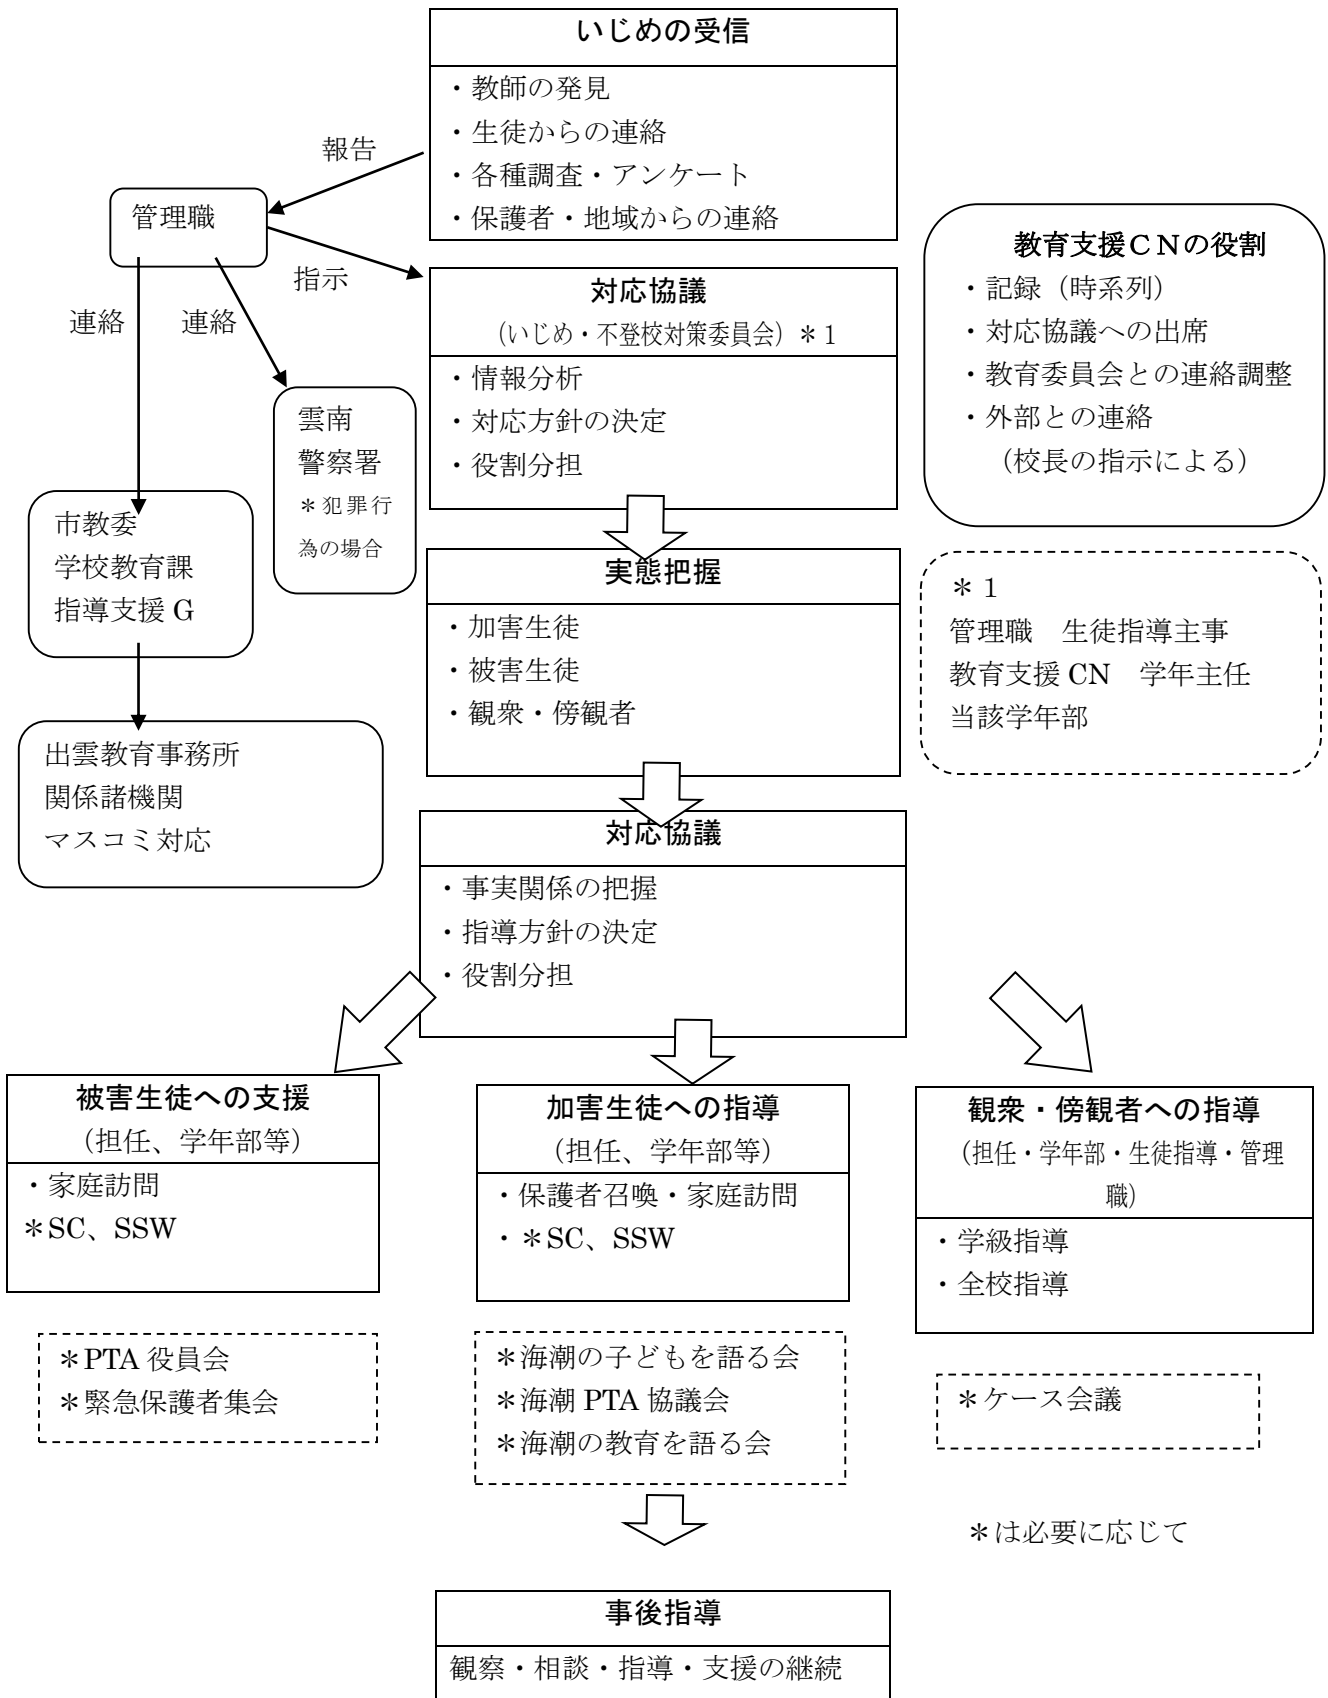 いじめの受信
・教師の発見
・生徒からの連絡
・各種調査・アンケート
・保護者・地域からの連絡
報告
管理職
指示
連絡
連絡
対応協議
（いじめ・不登校対策委員会）＊1
・情報分析
・対応方針の決定
・役割分担
教育支援ＣＮの役割
・記録（時系列）
・対応協議への出席
・教育委員会との連絡調整
・外部との連絡
（校長の指示による）
雲南
警察署
＊犯罪行
為の場合
市教委
学校教育課
指導支援 G
実態把握
・加害生徒
・被害生徒
・観衆・傍観者
＊1
管理職　生徒指導主事
教育支援 CN　学年主任
当該学年部
出雲教育事務所
関係諸機関
マスコミ対応
対応協議
・事実関係の把握
・指導方針の決定
・役割分担
被害生徒への支援
（担任、学年部等）
・家庭訪問
＊SC、SSW
加害生徒への指導
（担任、学年部等）
・保護者召喚・家庭訪問
・＊SC、SSW
観衆・傍観者への指導
（担任・学年部・生徒指導・管理
職）
・学級指導
・全校指導
＊PTA 役員会
＊緊急保護者集会
＊海潮の子どもを語る会
＊海潮 PTA 協議会
＊海潮の教育を語る会
＊ケース会議
＊は必要に応じて
事後指導
観察・相談・指導・支援の継続